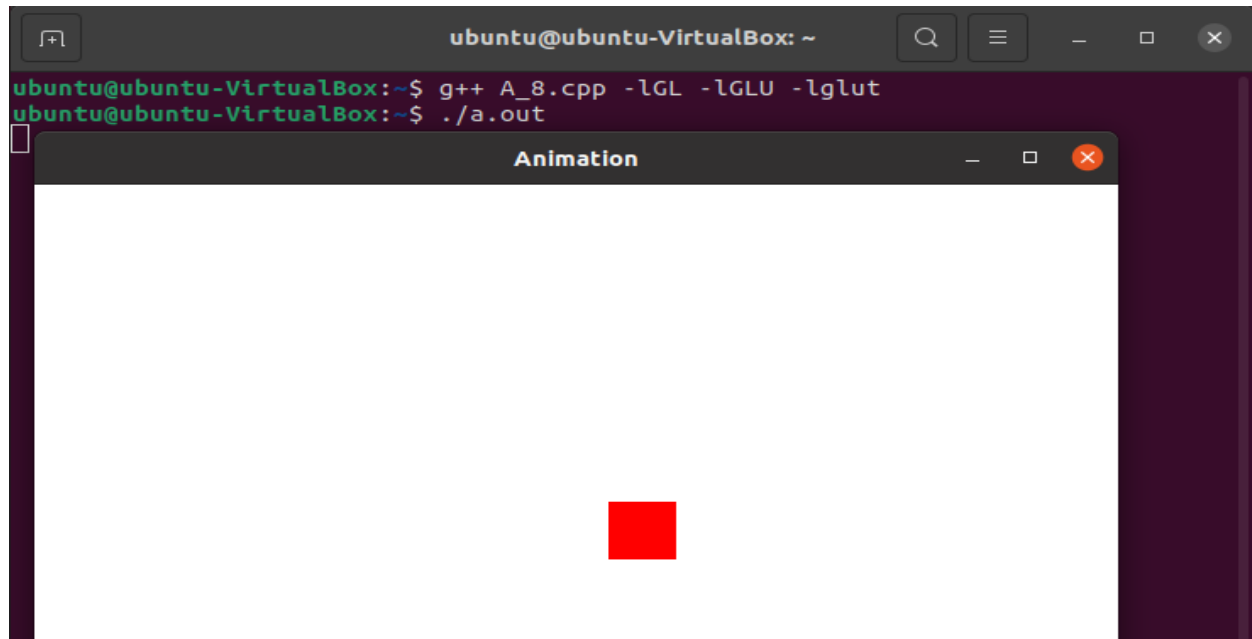 ubuntu@ubuntu-VirtualBox: ~
ubuntu@ubuntu-VirtualBox:~$ g++ A_8.cpp -lGL -lGLU -lglut
ubuntu@ubuntu-VirtualBox:~$ ./a.out
Animation